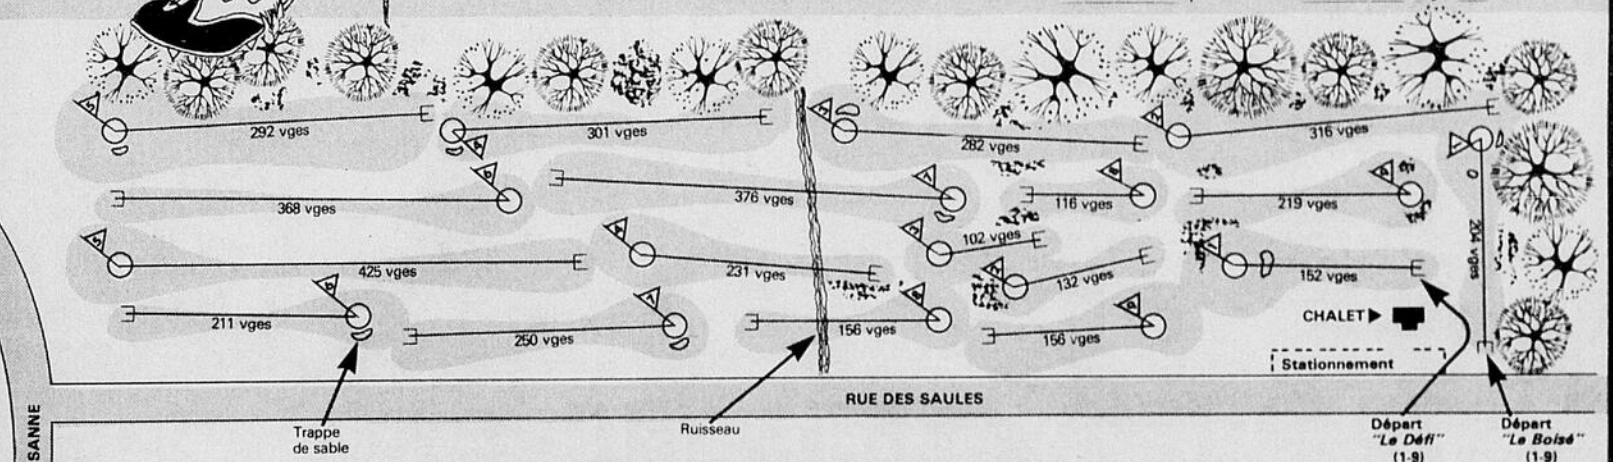 292 vges
301 vges
282 vges
316 vges
368 vges
376 vges
116 vges
219 vges
204 vges
425 vges
231 vges
102 vges
132 vges
152 vges
211 vges
250 vges
156 vges
156 vges
CHALET
Stationnement
RUE DES SAULES
SANNE
Trappe
de sable
Ruisseau
Départ
"Le Défi"
(1-9)
Départ
"Le Boisé"
(1-9)